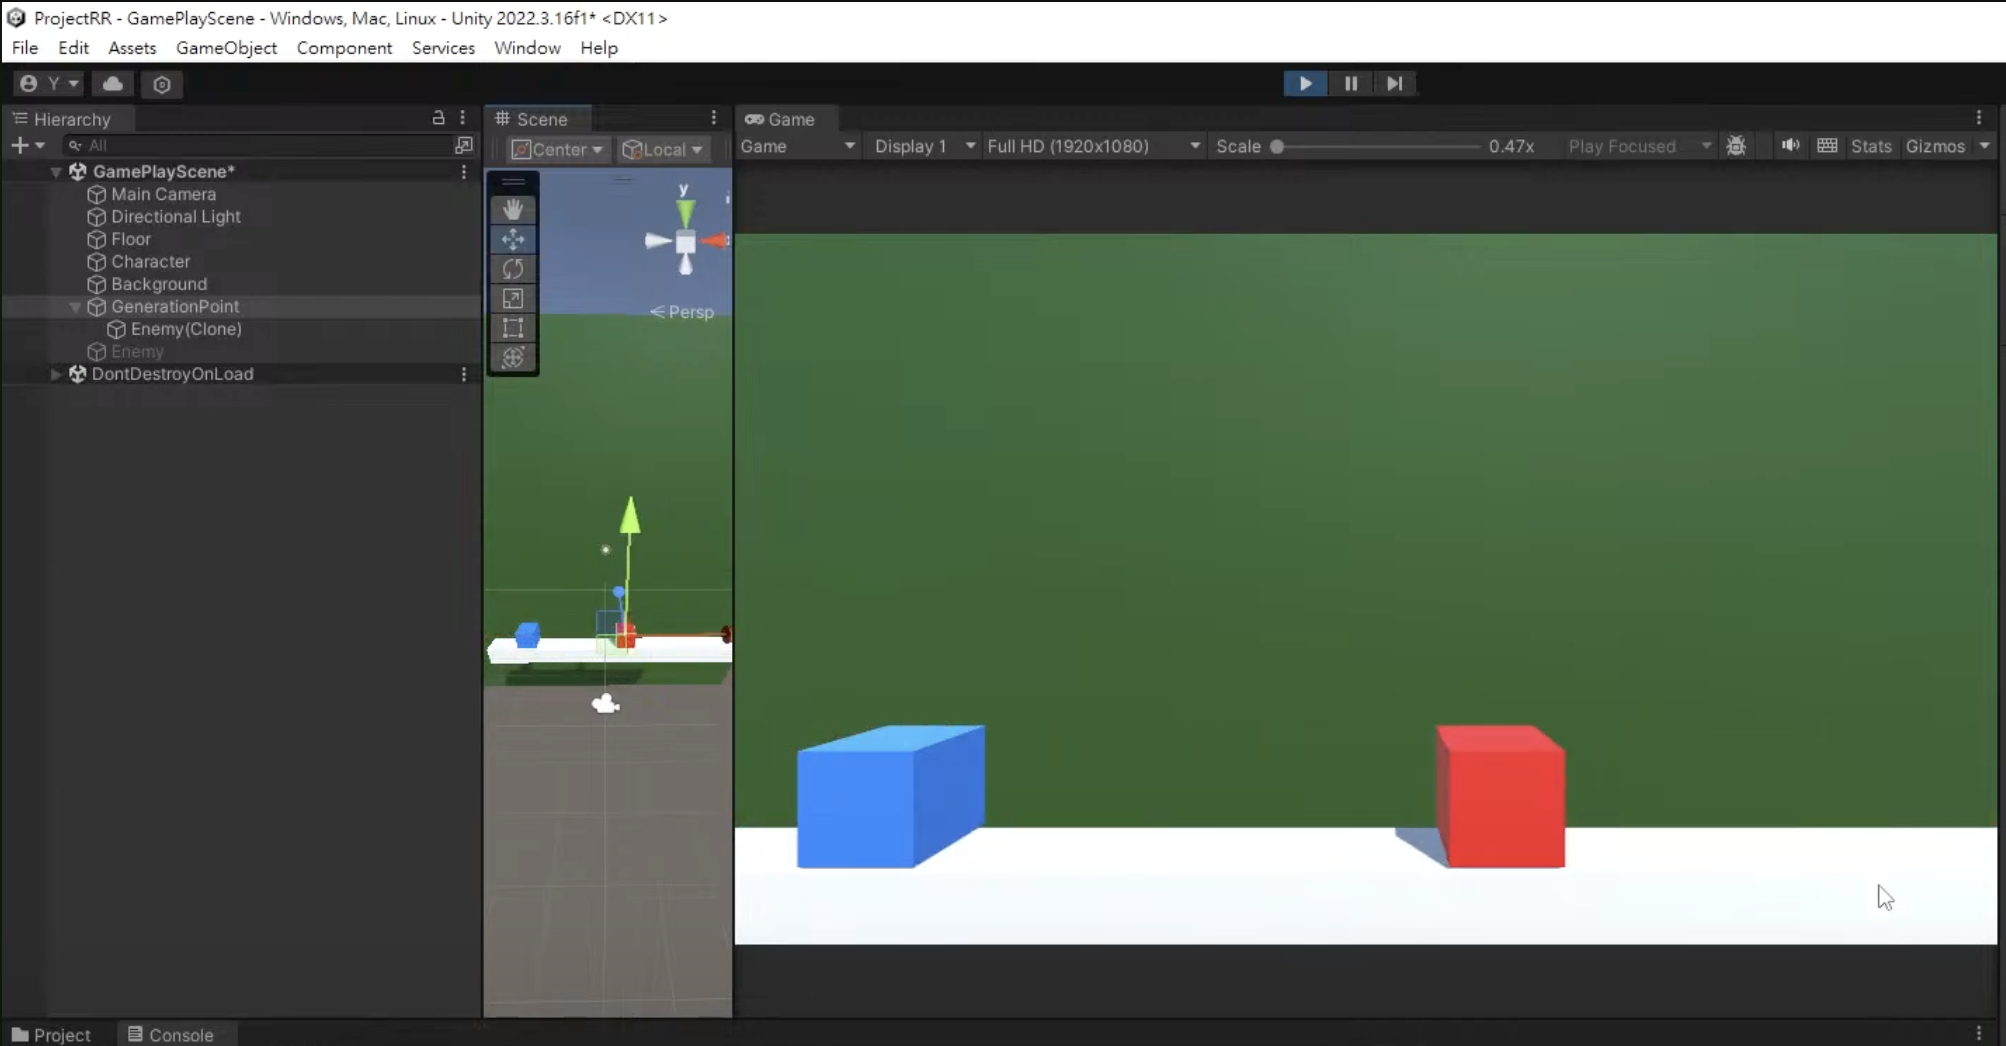 ProjectRR - GamePlayScene - Windows, Mac, Linux - Unity 2022.3.16f1* <DX11>
File Edit Assets GameObject Component Services Window Help
Y
Hierarchy
All
GamePlayScene*
Main Camera
Directional Light
Floor
Character
Background
GenerationPoint
Enemy(Clone)
Enemy
DontDestroyOnLoad
Scene
Center Local
y
Persp
Game
Game Display 1 Full HD (1920x1080) Scale 0.47x Play Focused Stats Gizmos
Project Console